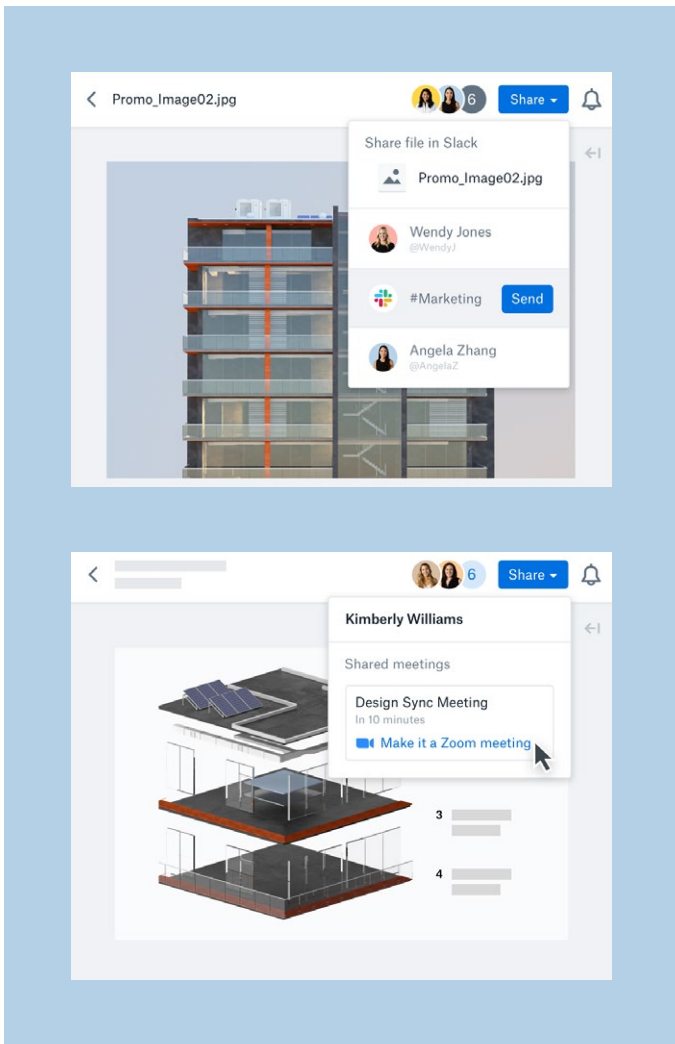 Promo_Image02.jpg
6
Share
Share file in Slack
Promo_Image02.jpg
Wendy Jones
@WendyJ
#Marketing
Send
Angela Zhang
@AngelaZ
6
Share
Kimberly Williams
Shared meetings
Design Sync Meeting
In 10 minutes
Make it a Zoom meeting
3
4